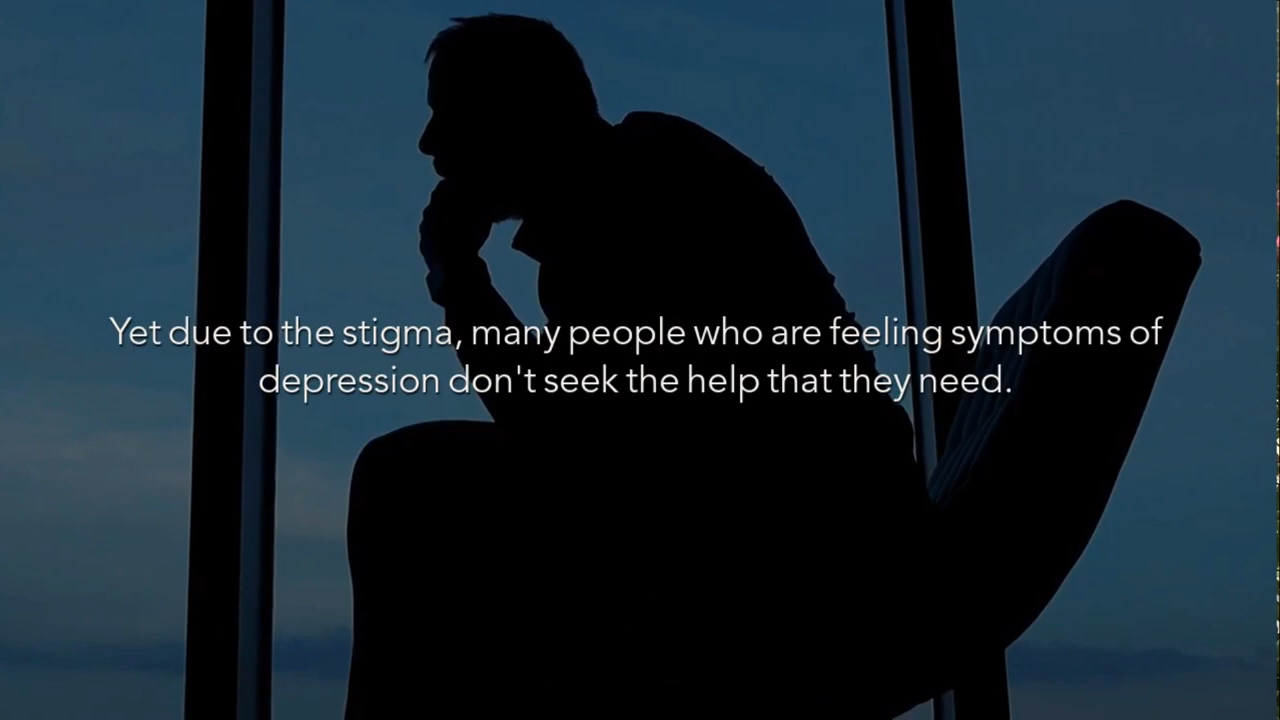 Yet due to the stigma, many people who are feeling symptoms of
depression don't seek the help that they need.